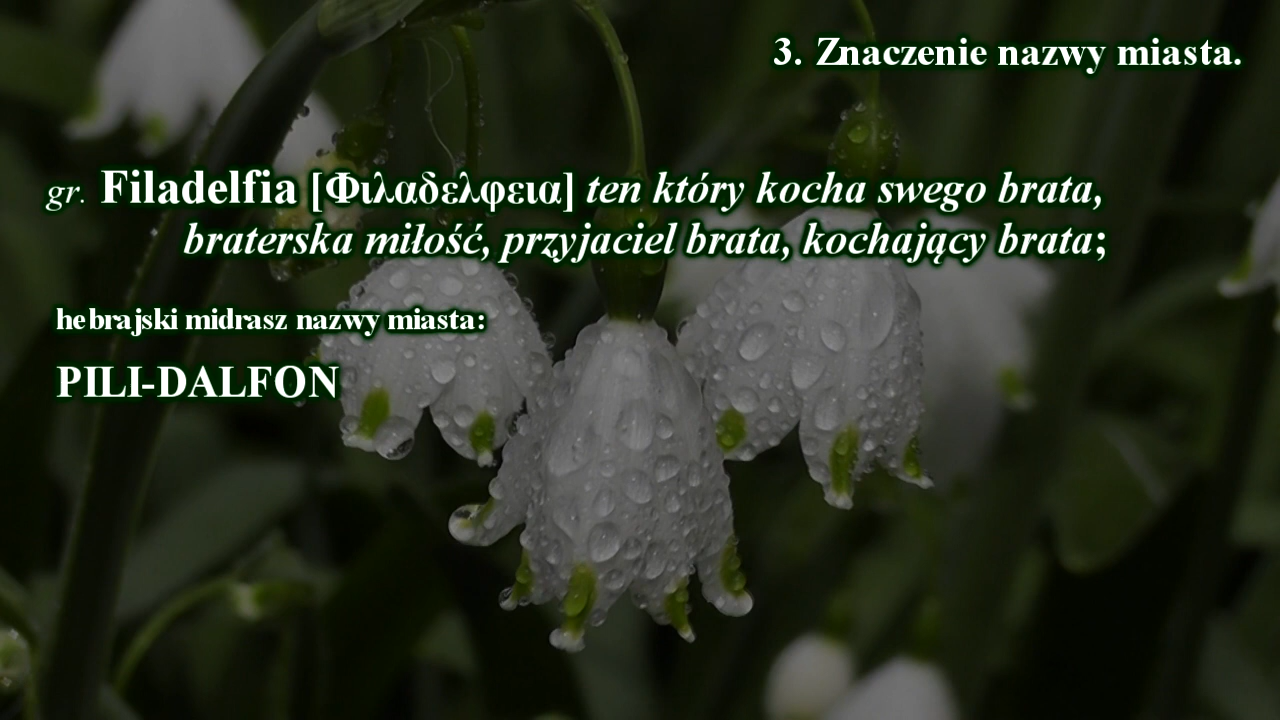 3. Znaczenie nazwy miasta.
gr. Filadelfia [Φιλαδελφεια] ten który kocha swego brata,
braterska miłość, przyjaciel brata, kochający brata;
hebrajski midrasz nazwy miasta:
PILI-DALFON